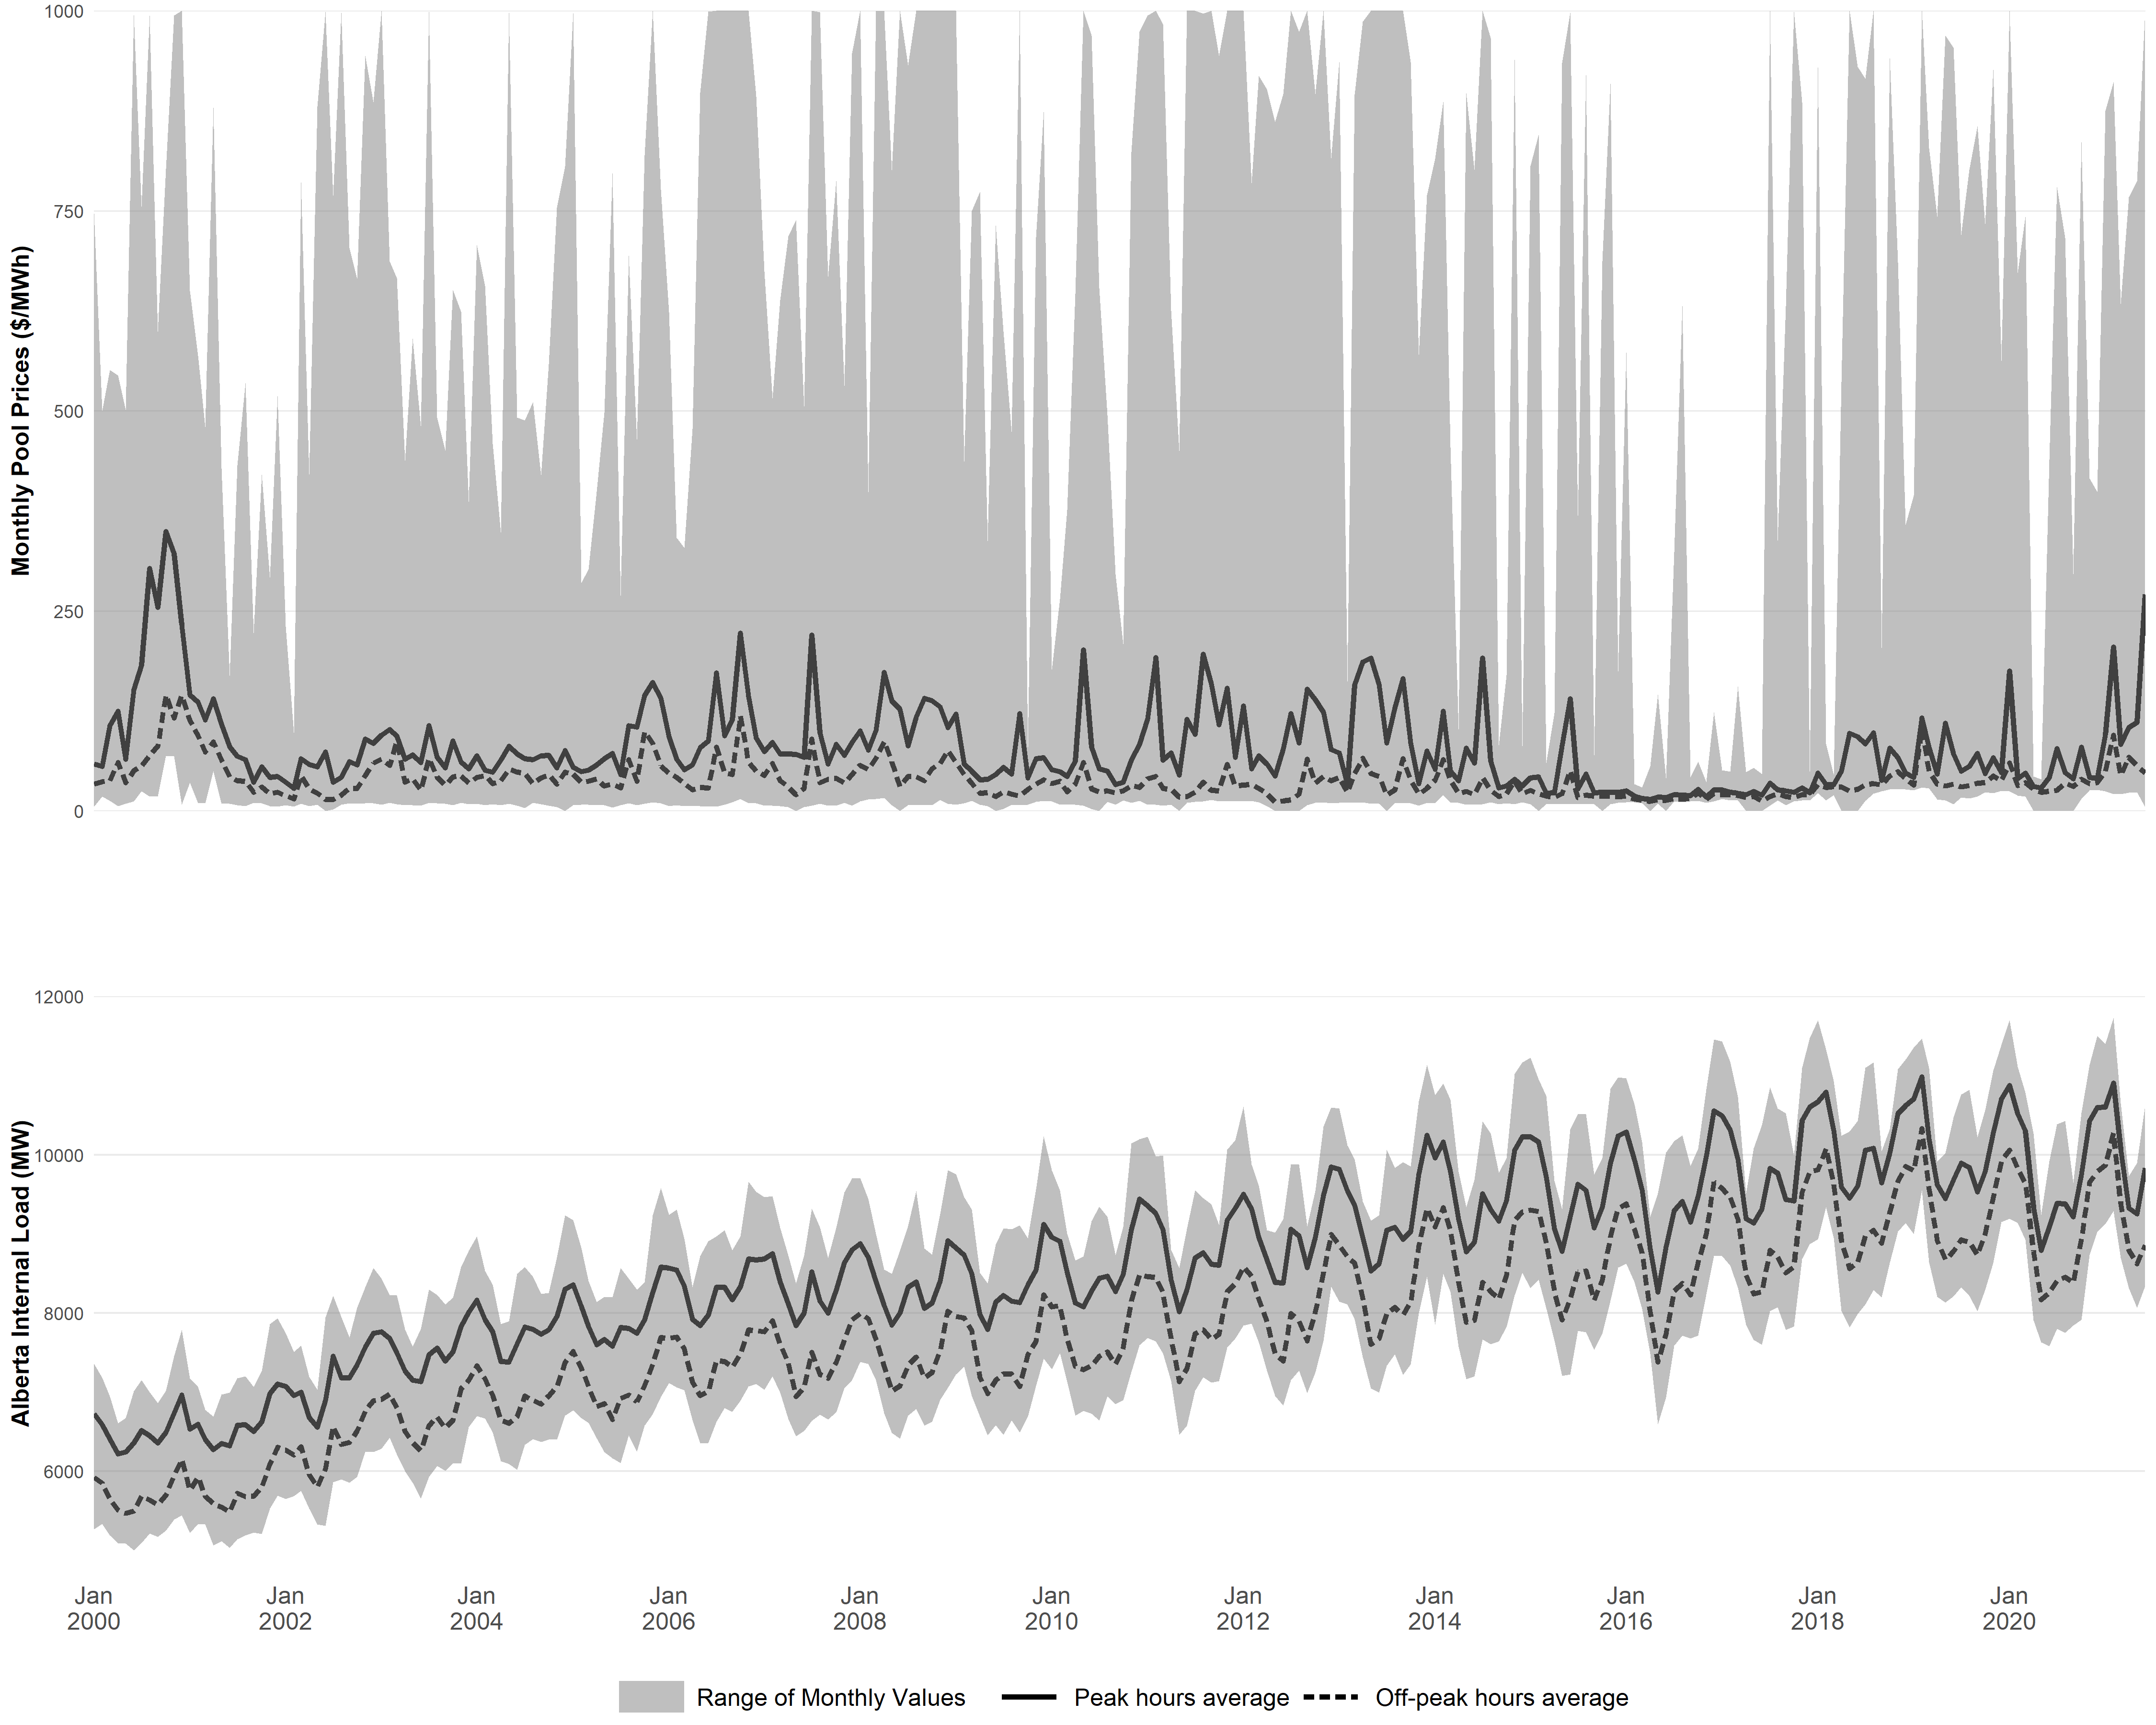 Monthly Pool Prices ($/MWh)
1000
750
500
250
0
Alberta Internal Load (MW)
12000
10000
8000
6000
Jan Jan Jan Jan Jan Jan Jan Jan Jan Jan Jan
2000 2002 2004 2006 2008 2010 2012 2014 2016 2018 2020
Range of Monthly Values Peak hours average Off-peak hours average